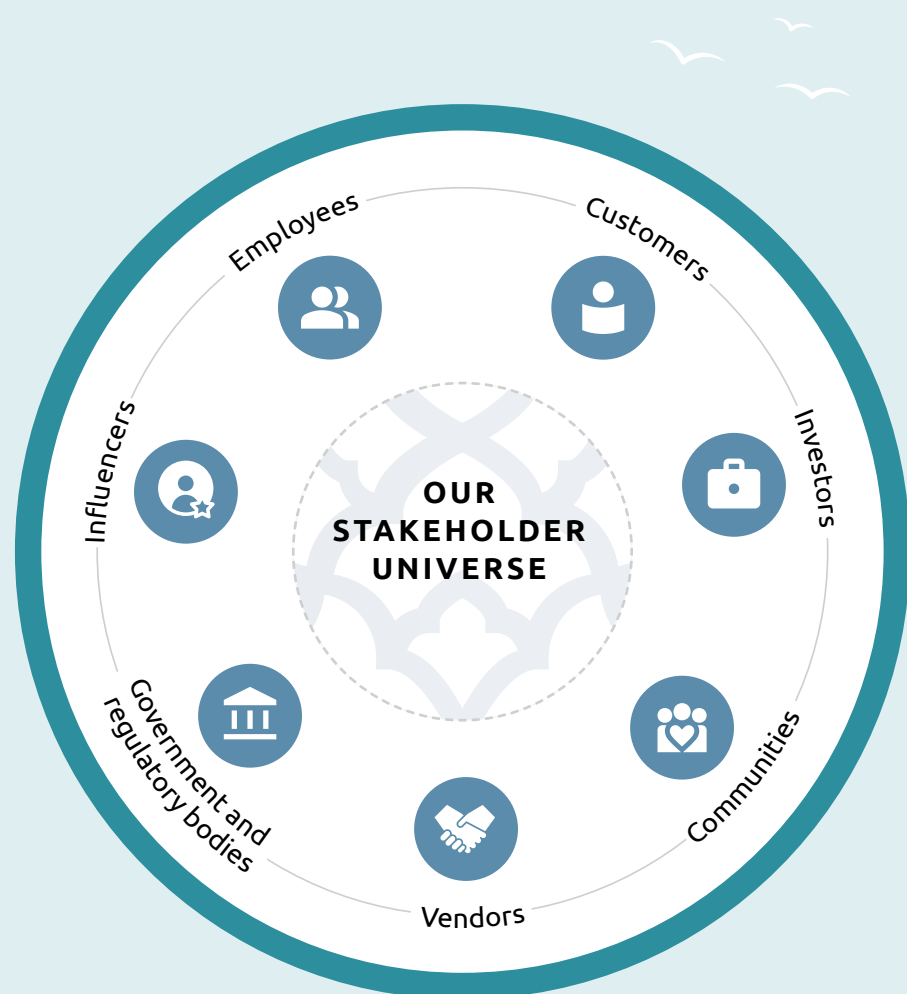 OUR
STAKEHOLDER
UNIVERSE
Employees
Customers
Investors
Communities
Vendors
Government and
regulatory bodies
Influencers